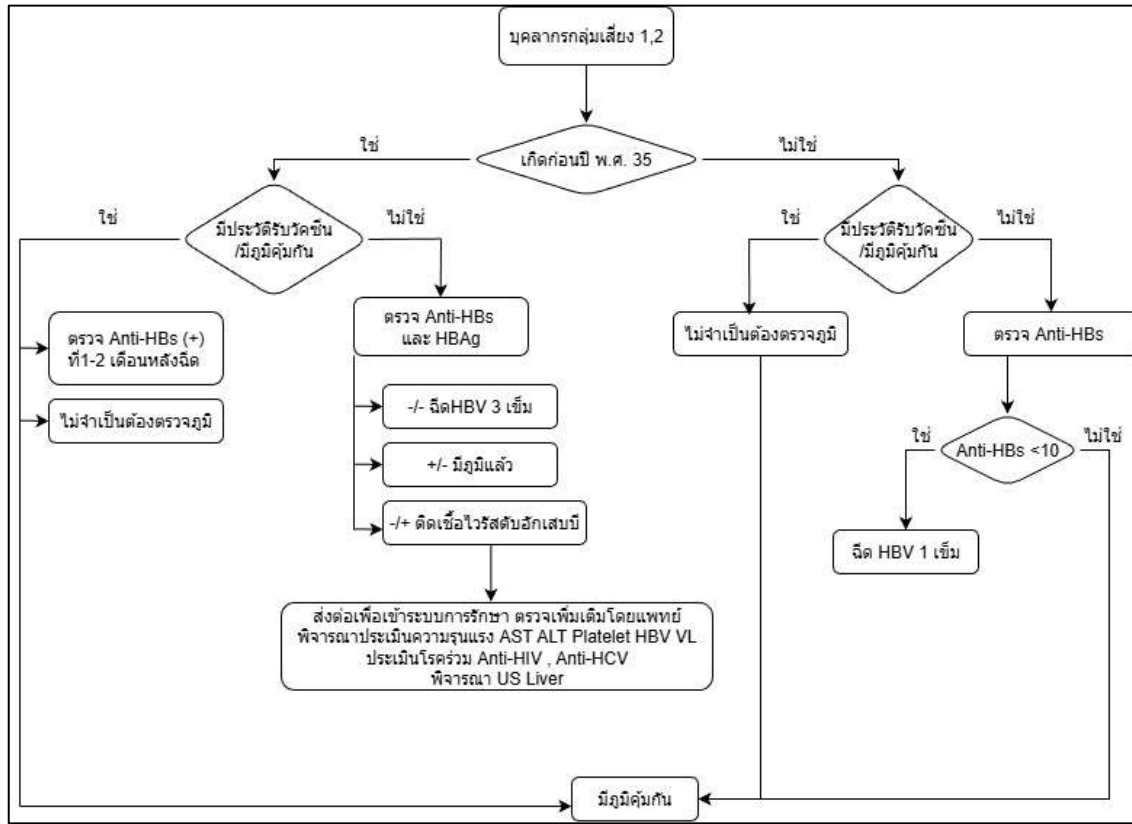 บุคลากรกลุ่มเสี่ยง 1,2
ใช่
เกิดก่อนปี พ.ศ. 35
ไม่ใช่
ใช่
มีประวัติรับวัคซีน
/มีภูมิคุ้มกัน
ไม่ใช่
ใช่
มีประวัติรับวัคซีน
/มีภูมิคุ้มกัน
ไม่ใช่
ตรวจ Anti-HBs (+)
ที่1-2 เดือนหลังฉีด
ตรวจ Anti-HBs
และ HBAg
ไม่จำเป็นต้องตรวจภูมิ
ตรวจ Anti-HBs
ไม่จำเป็นต้องตรวจภูมิ
-/- ฉีดHBV 3 เข็ม
+/- มีภูมิแล้ว
-/+ ติดเชื้อไวรัสตับอักเสบบี
ใช่
Anti-HBs <10
ไม่ใช่
ฉีด HBV 1 เข็ม
ส่งต่อเพื่อเข้าระบบการรักษา ตรวจเพิ่มเติมโดยแพทย์
พิจารณาประเมินความรุนแรง AST ALT Platelet HBV VL
ประเมินโรคร่วม Anti-HIV , Anti-HCV
พิจารณา US Liver
มีภูมิคุ้มกัน